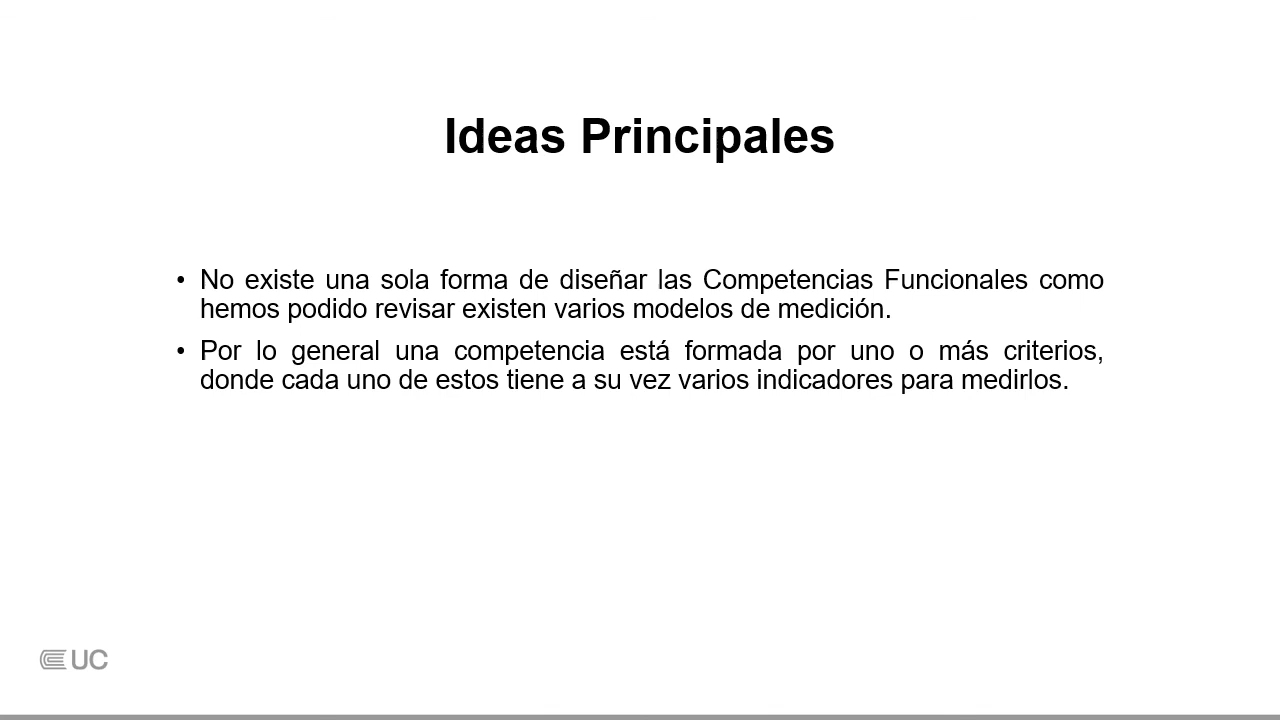 Ideas Principales
• No existe una sola forma de diseñar las Competencias Funcionales como
hemos podido revisar existen varios modelos de medición.
• Por lo general una competencia está formada por uno o más criterios,
donde cada uno de estos tiene a su vez varios indicadores para medirlos.
UC